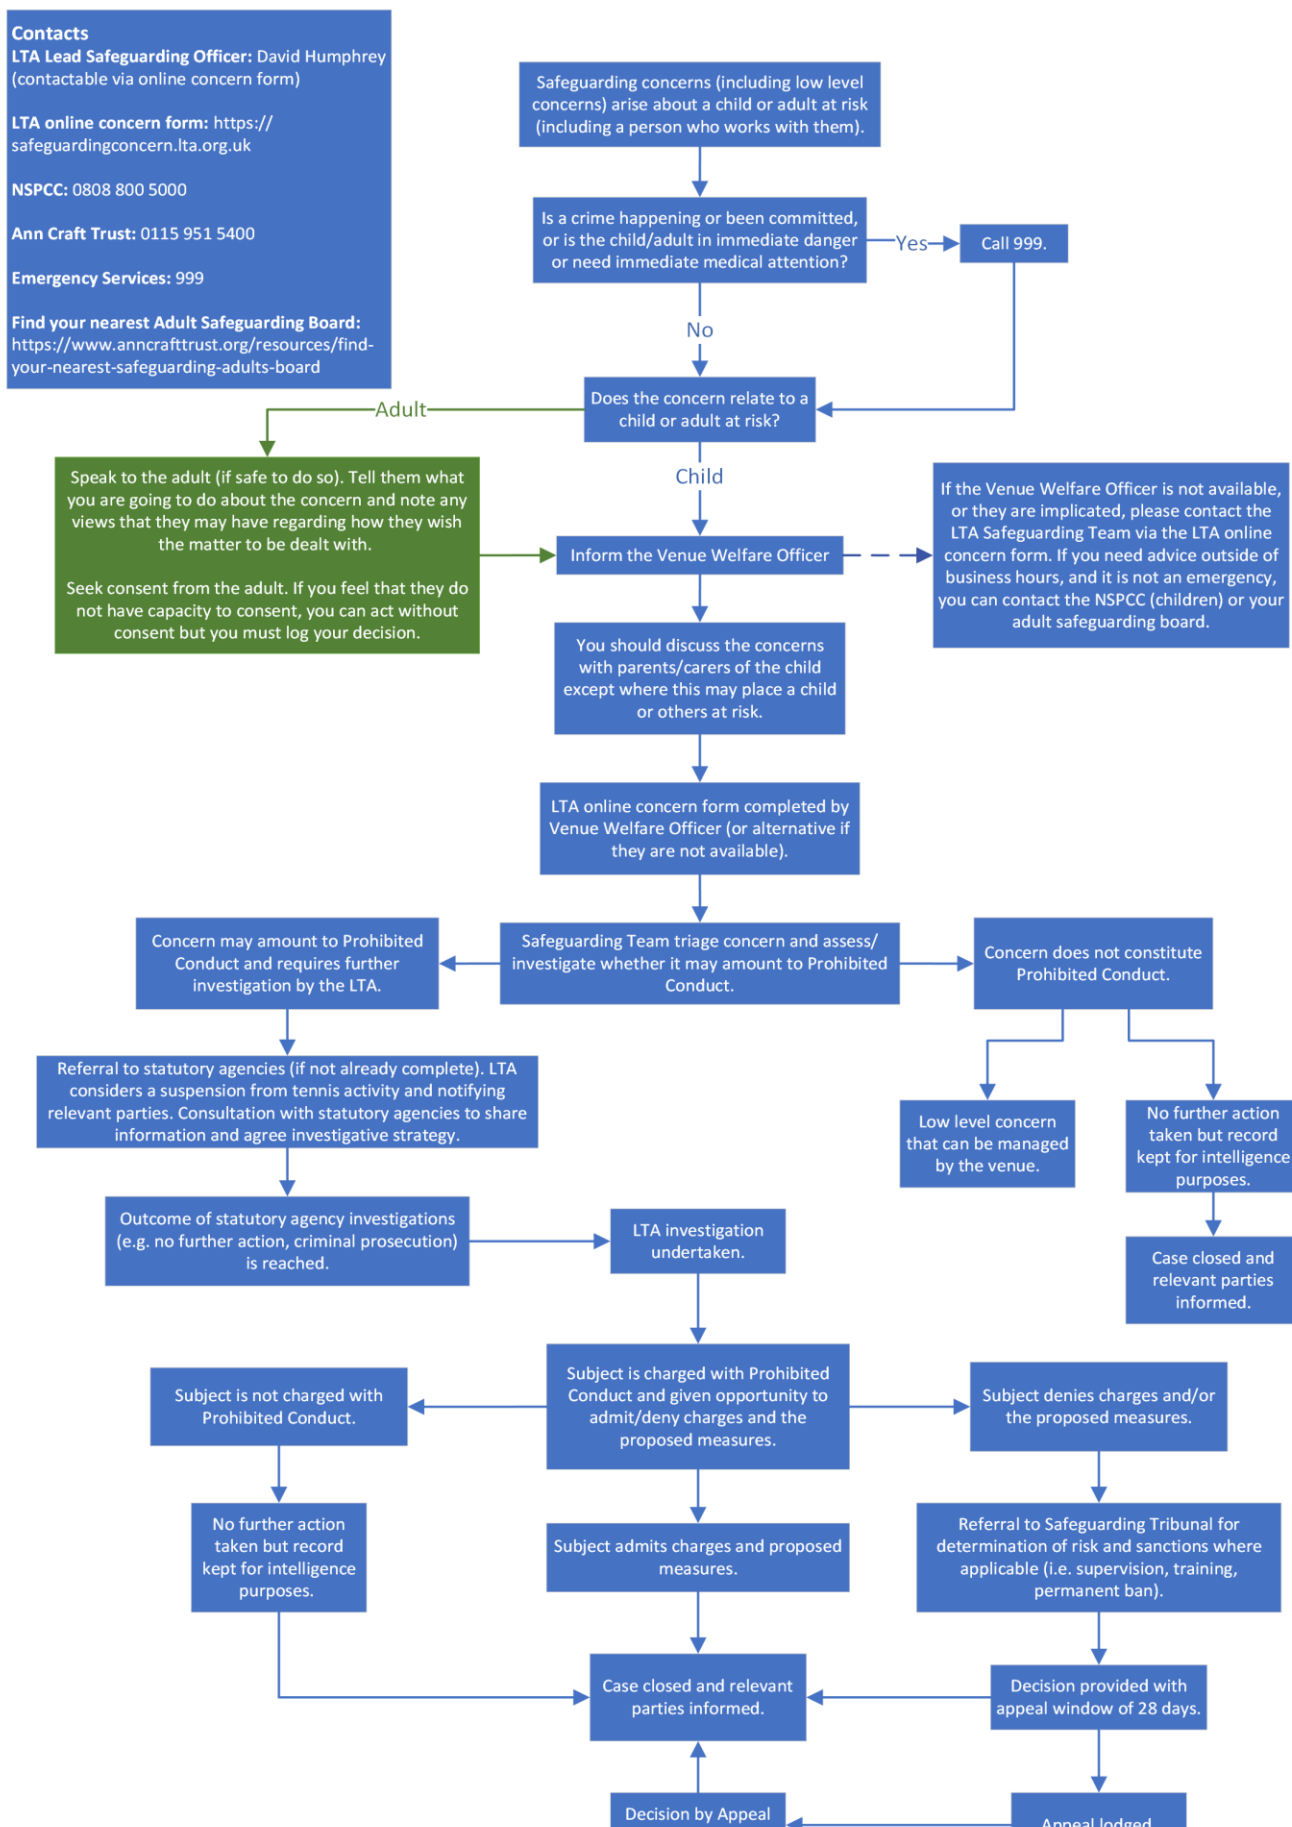 Contacts
LTA Lead Safeguarding Officer: David Humphrey
(contactable via online concern form)
LTA online concern form: https://
safeguardingconcern.lta.org.uk
NSPCC: 0808 800 5000
Ann Craft Trust: 0115 951 5400
Emergency Services: 999
Find your nearest Adult Safeguarding Board:
https://www.anncrafttrust.org/resources/find-
your-nearest-safeguarding-adults-board
Safeguarding concerns (including low level
concerns) arise about a child or adult at risk
(including a person who works with them).
Is a crime happening or been committed,
or is the child/adult in immediate danger
or need immediate medical attention?
Yes
Call 999.
No
Does the concern relate to a
child or adult at risk?
Adult
Child
Speak to the adult (if safe to do so). Tell them what
you are going to do about the concern and note any
views that they may have regarding how they wish
the matter to be dealt with.
Seek consent from the adult. If you feel that they do
not have capacity to consent, you can act without
consent but you must log your decision.
Inform the Venue Welfare Officer
If the Venue Welfare Officer is not available,
or they are implicated, please contact the
LTA Safeguarding Team via the LTA online
concern form. If you need advice outside of
business hours, and it is not an emergency,
you can contact the NSPCC (children) or your
adult safeguarding board.
You should discuss the concerns
with parents/carers of the child
except where this may place a child
or others at risk.
LTA online concern form completed by
Venue Welfare Officer (or alternative if
they are not available).
Concern may amount to Prohibited
Conduct and requires further
investigation by the LTA.
Safeguarding Team triage concern and assess/
investigate whether it may amount to Prohibited
Conduct.
Concern does not constitute
Prohibited Conduct.
Referral to statutory agencies (if not already complete). LTA
considers a suspension from tennis activity and notifying
relevant parties. Consultation with statutory agencies to share
information and agree investigative strategy.
Low level concern
that can be managed
by the venue.
No further action
taken but record
kept for intelligence
purposes.
Outcome of statutory agency investigations
(e.g. no further action, criminal prosecution)
is reached.
LTA investigation
undertaken.
Case closed and
relevant parties
informed.
Subject is not charged with
Prohibited Conduct.
Subject is charged with Prohibited
Conduct and given opportunity to
admit/deny charges and the
proposed measures.
Subject denies charges and/or
the proposed measures.
No further action
taken but record
kept for intelligence
purposes.
Subject admits charges and proposed
measures.
Referral to Safeguarding Tribunal for
determination of risk and sanctions where
applicable (i.e. supervision, training,
permanent ban).
Case closed and relevant
parties informed.
Decision provided with
appeal window of 28 days.
Decision by Appeal
Appeal lodged